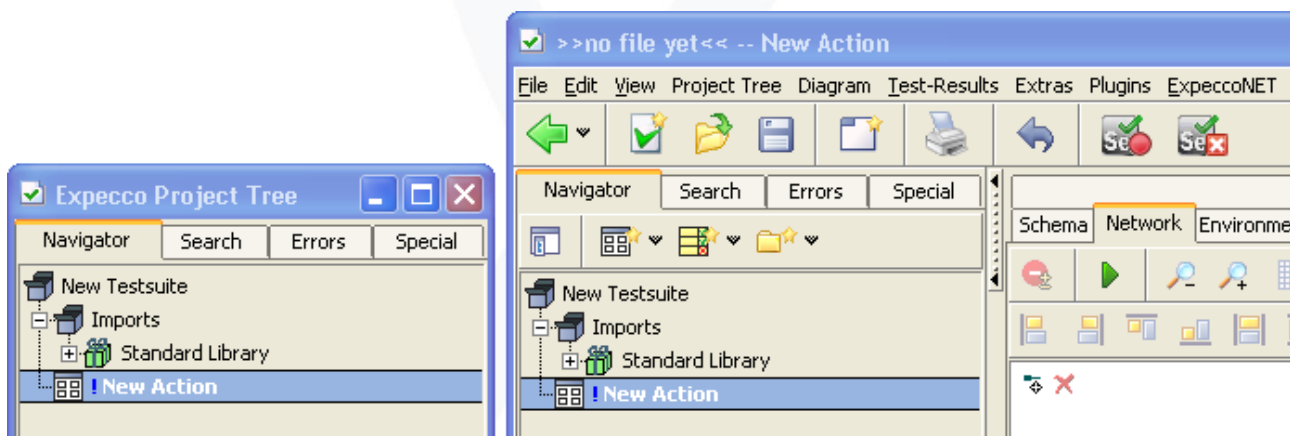 Expecco Project Tree
Navigator Search Errors Special
New Testsuite
Imports
Standard Library
! New Action
>>no file yet<< -- New Action
File Edit View Project Tree Diagram Test-Results Extras Plugins ExpeccoNET
Se Se
Navigator Search Errors Special
Schema Network Environme
New Testsuite
Imports
Standard Library
! New Action